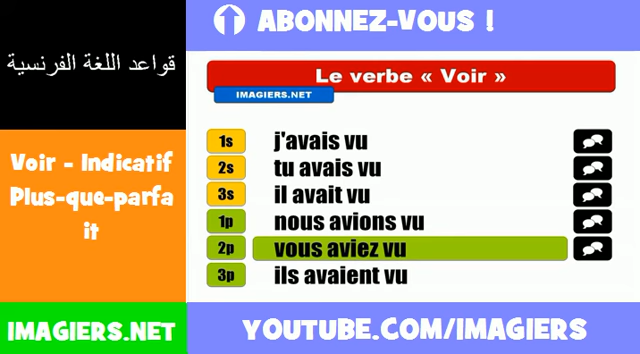 ABONNEZ-VOUS !
قواعد اللغة الفرنسية
Le verbe « Voir »
IMAGIERS.NET
Voir - Indicatif
Plus-que-parfa
it
1s j'avais vu
2s tu avais vu
3s il avait vu
1p nous avions vu
2p vous aviez vu
3p ils avaient vu
IMAGIERS.NET
YOUTUBE.COM/IMAGIERS